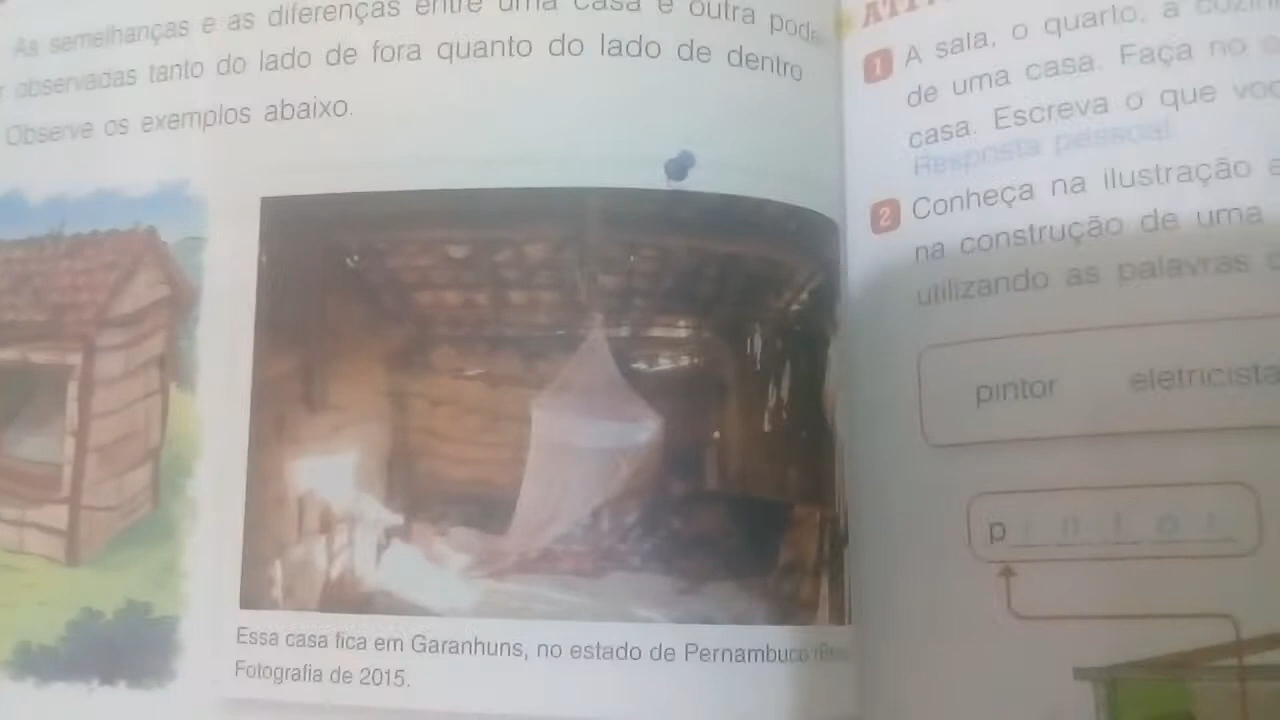 As semelhanças e as diferenças entre uma casa e outra
observadas tanto do lado de fora quanto do lado de dentro
Observe os exemplos abaixo.
Essa casa fica em Garanhuns, no estado de Pernambuco
Fotografia de 2015.
1 A sala, o quarto, a
de uma casa. Faça no
casa. Escreva o que
Resposta pessoal.
2 Conheça na ilustração
na construção de uma
utilizando as palavras
pintor eletricista
pintor